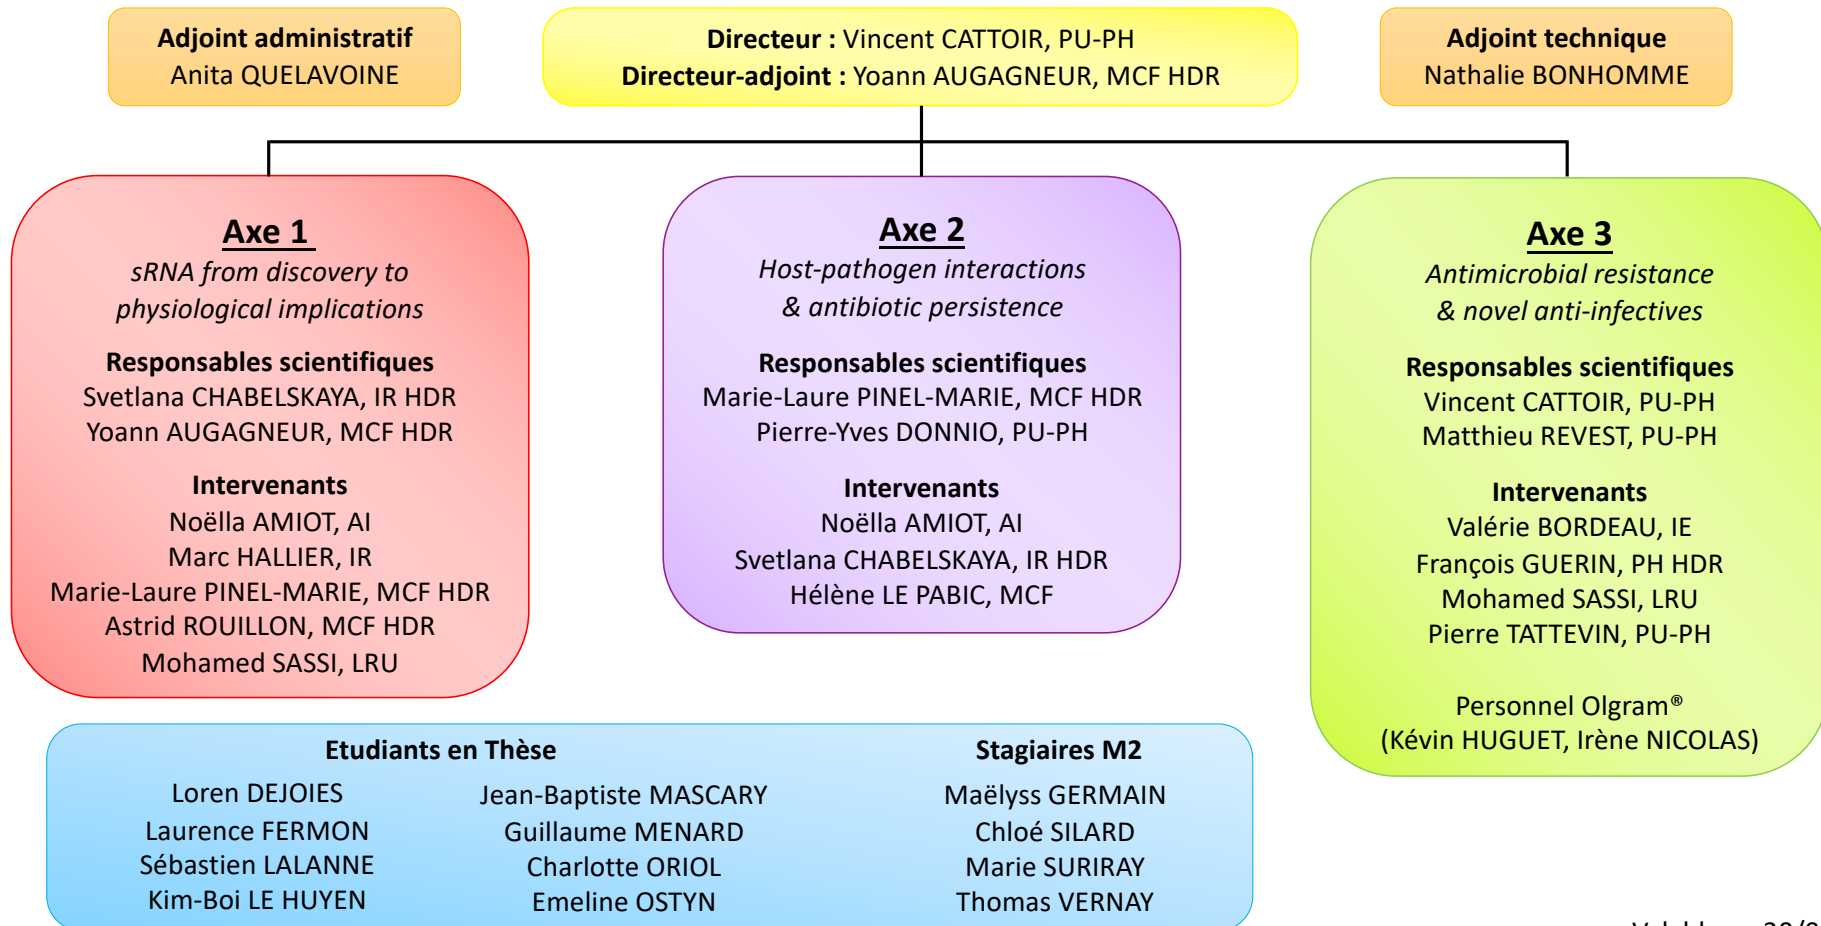 Adjoint administratif
Anita QUELAVOINE
Directeur : Vincent CATTOIR, PU-PH
Directeur-adjoint : Yoann AUGAGNEUR, MCF HDR
Adjoint technique
Nathalie BONHOMME
Axe 1
sRNA from discovery to
physiological implications
Responsables scientifiques
Svetlana CHABELSKAYA, IR HDR
Yoann AUGAGNEUR, MCF HDR
Intervenants
Noëlla AMIOT, AI
Marc HALLIER, IR
Marie-Laure PINEL-MARIE, MCF HDR
Astrid ROUILLON, MCF HDR
Mohamed SASSI, LRU
Axe 2
Host-pathogen interactions
& antibiotic persistence
Responsables scientifiques
Marie-Laure PINEL-MARIE, MCF HDR
Pierre-Yves DONNIO, PU-PH
Intervenants
Noëlla AMIOT, AI
Svetlana CHABELSKAYA, IR HDR
Hélène LE PABIC, MCF
Axe 3
Antimicrobial resistance
& novel anti-infectives
Responsables scientifiques
Vincent CATTOIR, PU-PH
Matthieu REVEST, PU-PH
Intervenants
Valérie BORDEAU, IE
François GUERIN, PH HDR
Mohamed SASSI, LRU
Pierre TATTEVIN, PU-PH
Personnel Olgram®
(Kévin HUGUET, Irène NICOLAS)
Etudiants en Thèse
Loren DEJOIES
Laurence FERMON
Sébastien LALANNE
Kim-Boi LE HUYEN
Jean-Baptiste MASCARY
Guillaume MENARD
Charlotte ORIOL
Emeline OSTYN
Stagiaires M2
Maëlyss GERMAIN
Chloé SILARD
Marie SURIRAY
Thomas VERNAY